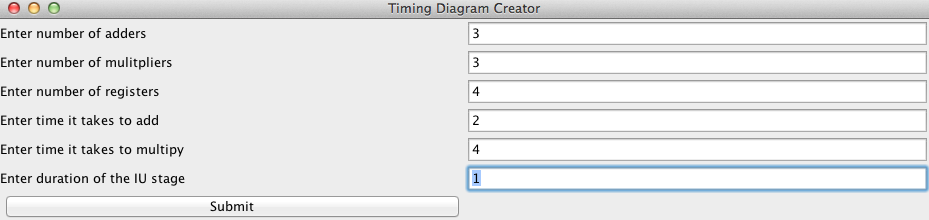 Timing Diagram Creator
Enter number of adders 3
Enter number of mulitpliers 3
Enter number of registers 4
Enter time it takes to add 2
Enter time it takes to multipy 4
Enter duration of the IU stage 1
Submit